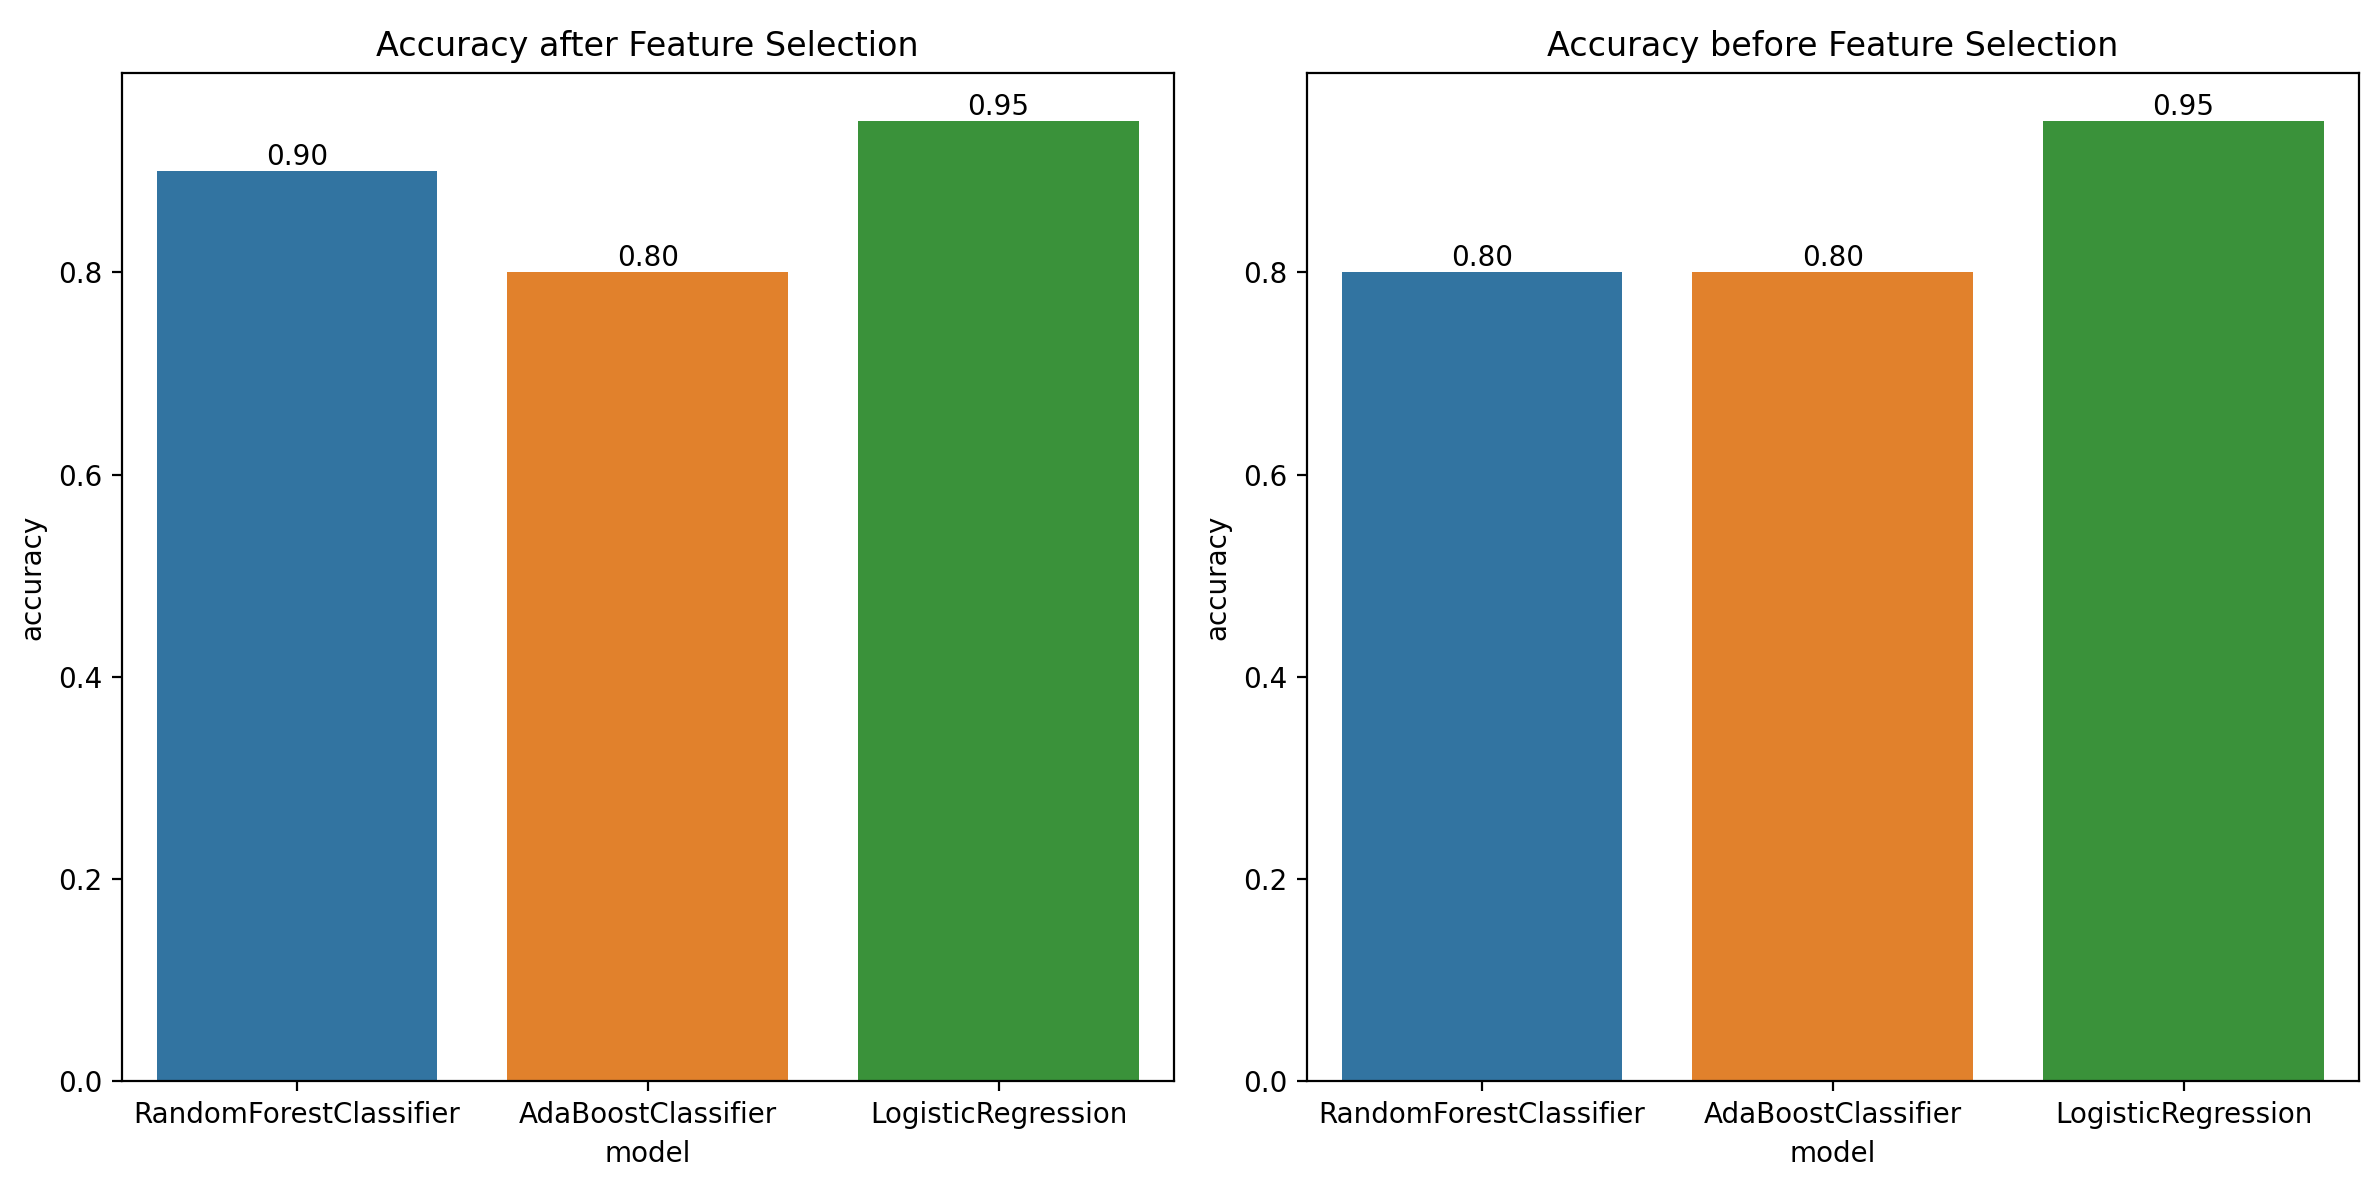 Accuracy after Feature Selection
0.90
0.80
0.95
0.8
0.6
0.4
0.2
0.0
accuracy
RandomForestClassifier
AdaBoostClassifier
LogisticRegression
model
Accuracy before Feature Selection
0.80
0.80
0.95
0.8
0.6
0.4
0.2
0.0
accuracy
RandomForestClassifier
AdaBoostClassifier
LogisticRegression
model